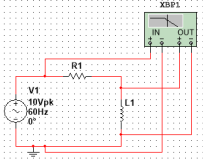 XBP1
IN OUT
R1
V1
10Vpk
60Hz
0°
L1